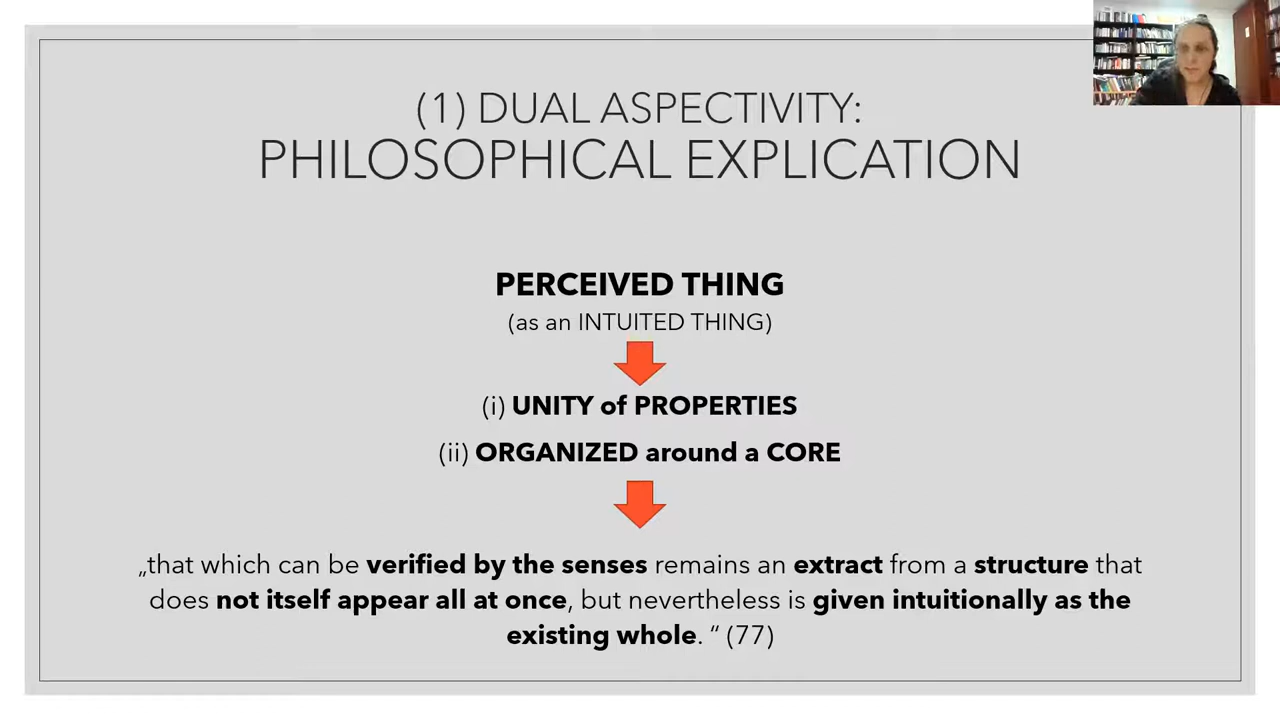 (1) DUAL ASPECTIVITY:
PHILOSOPHICAL EXPLICATION
PERCEIVED THING
(as an INTUITED THING)
(i) UNITY of PROPERTIES
(ii) ORGANIZED around a CORE
„that which can be verified by the senses remains an extract from a structure that
does not itself appear all at once, but nevertheless is given intuitionally as the
existing whole. “ (77)